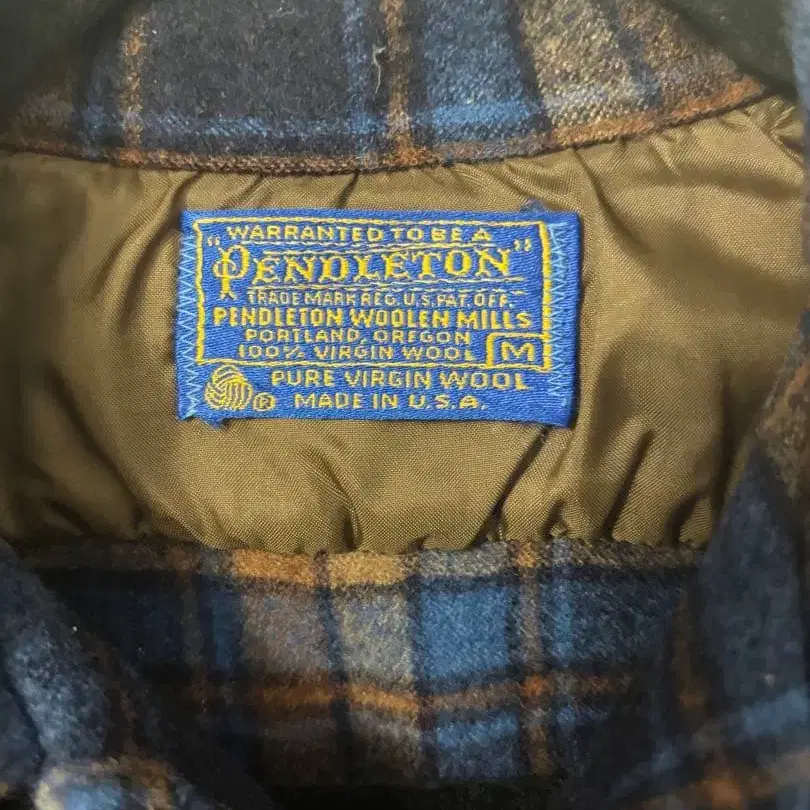 WARRANTED TO BE A
"PENDLETON"
TRADE MARK REG. U.S. PAT. OFF.
PENDLETON WOOLEN MILLS
PORTLAND, OREGON
100% VIRGIN WOOL M
PURE VIRGIN WOOL
® MADE IN U.S.A.